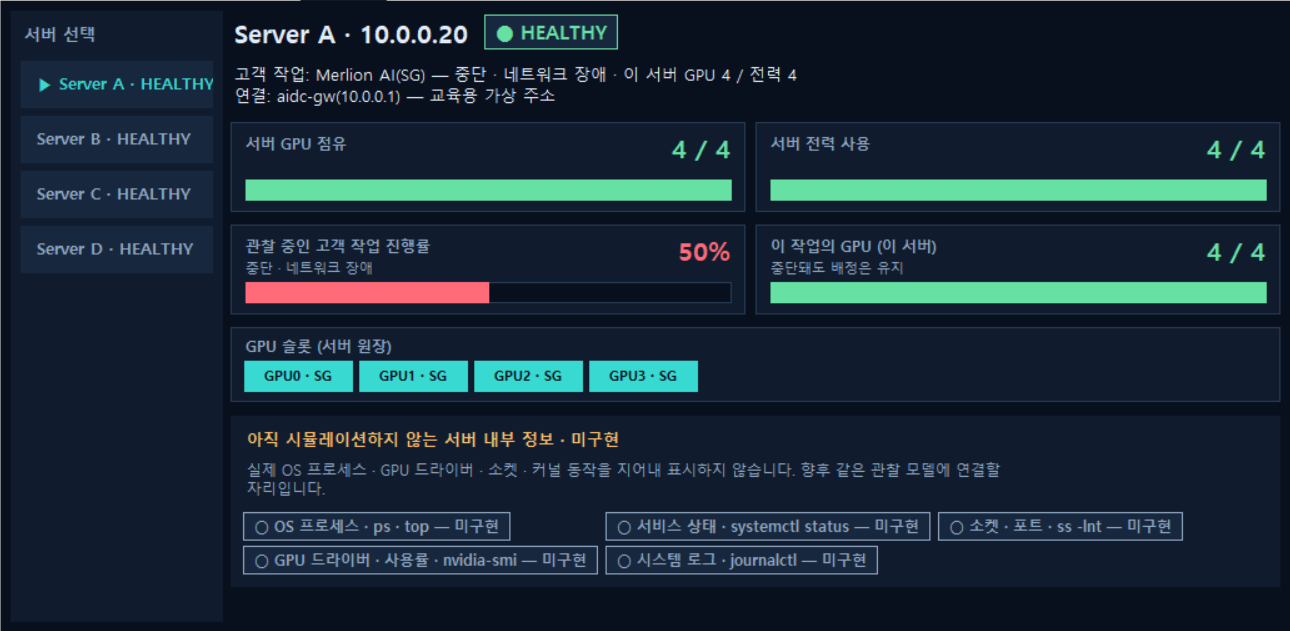 서버 선택
▶ Server A · HEALTHY
Server B · HEALTHY
Server C · HEALTHY
Server D · HEALTHY
Server A · 10.0.0.20
● HEALTHY
고객 작업: Merlion AI(SG) — 중단 · 네트워크 장애 · 이 서버 GPU 4 / 전력 4
연결: aidc-gw(10.0.0.1) — 교육용 가상 주소
서버 GPU 점유
4 / 4
서버 전력 사용
4 / 4
관찰 중인 고객 작업 진행률
50%
중단 · 네트워크 장애
이 작업의 GPU (이 서버)
4 / 4
중단돼도 배정은 유지
GPU 슬롯 (서버 원장)
GPU0 · SG
GPU1 · SG
GPU2 · SG
GPU3 · SG
아직 시뮬레이션하지 않는 서버 내부 정보 · 미구현
실제 OS 프로세스 · GPU 드라이버 · 소켓 · 커널 동작을 지어내 표시하지 않습니다. 향후 같은 관찰 모델에 연결할
자리입니다.
○ OS 프로세스 · ps · top — 미구현
○ 서비스 상태 · systemctl status — 미구현
○ 소켓 · 포트 · ss -lnt — 미구현
○ GPU 드라이버 · 사용률 · nvidia-smi — 미구현
○ 시스템 로그 · journalctl — 미구현